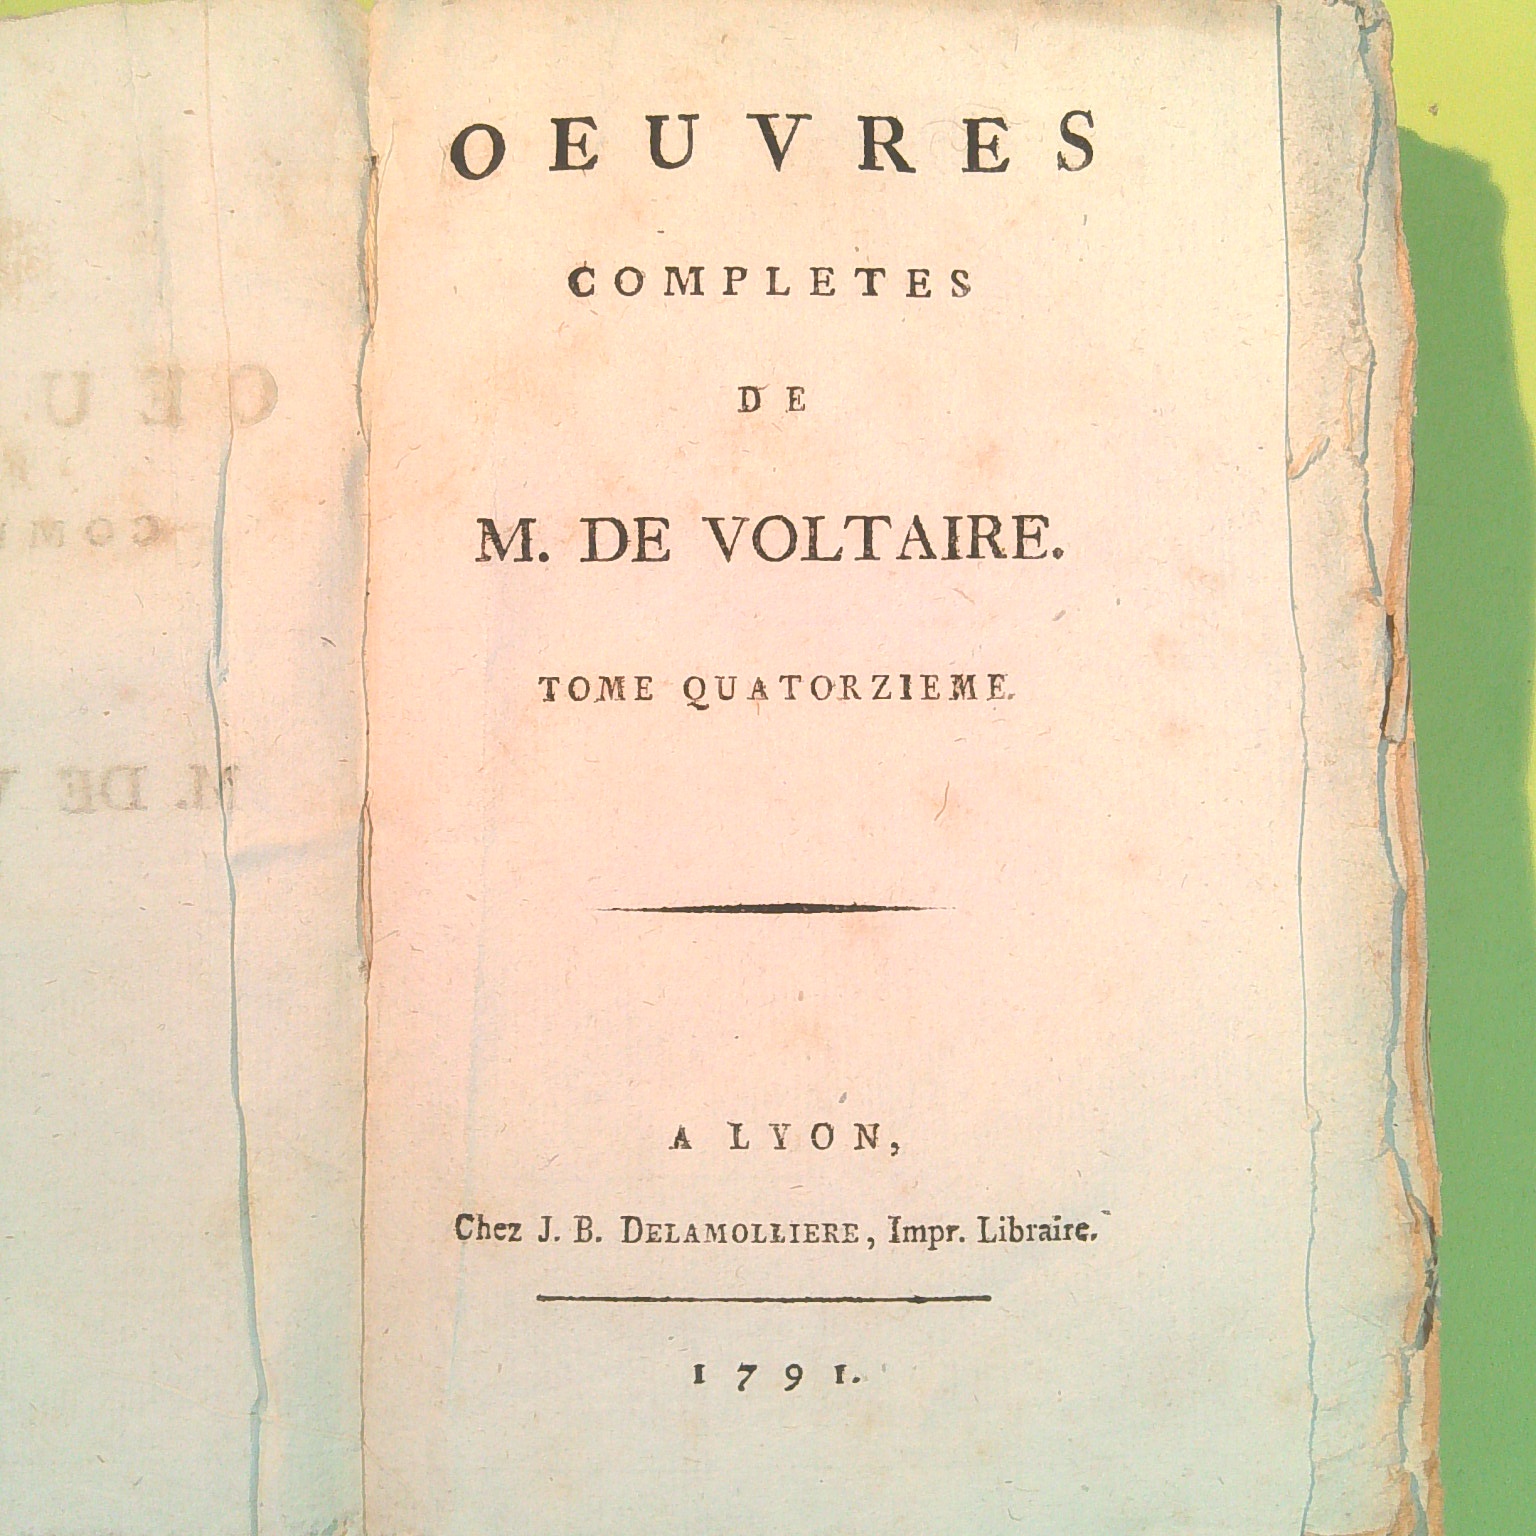 OEUVRES
COMPLETES
DE
M. DE VOLTAIRE.
TOME QUATORZIEME.
A LYON,
Chez J. B. DELAMOLLIERE, Impr. Libraire.
1791.